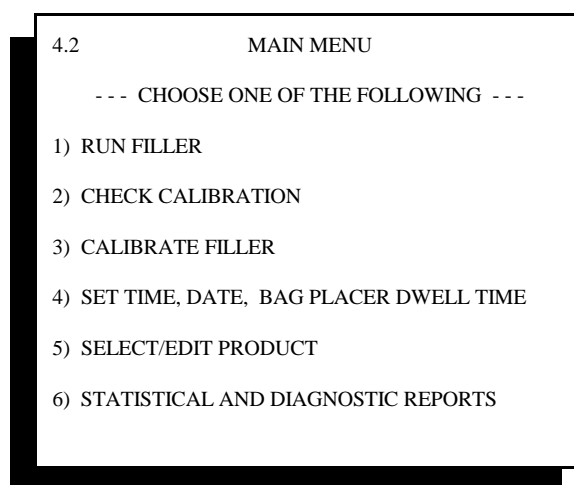 4.2 MAIN MENU
- - - CHOOSE ONE OF THE FOLLOWING - - -
1) RUN FILLER
2) CHECK CALIBRATION
3) CALIBRATE FILLER
4) SET TIME, DATE, BAG PLACER DWELL TIME
5) SELECT/EDIT PRODUCT
6) STATISTICAL AND DIAGNOSTIC REPORTS